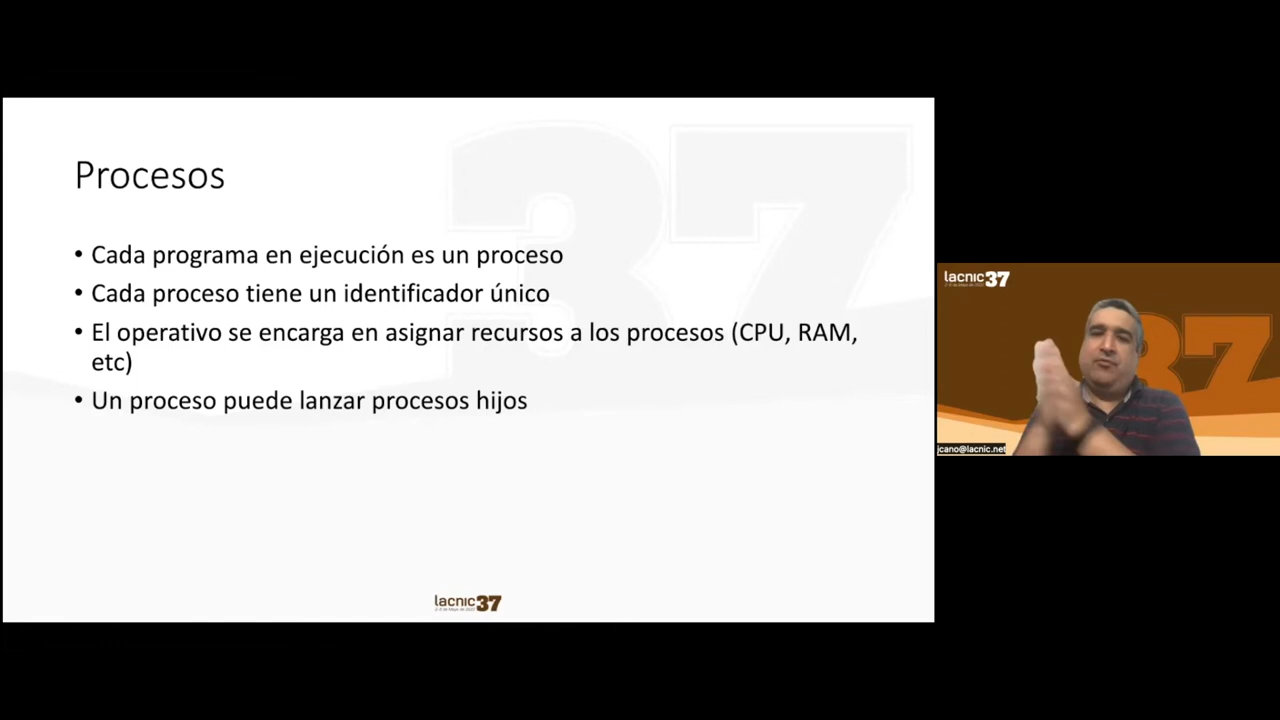 Procesos
• Cada programa en ejecución es un proceso
• Cada proceso tiene un identificador único
• El operativo se encarga en asignar recursos a los procesos (CPU, RAM,
etc)
• Un proceso puede lanzar procesos hijos
lacnic37
lacnic37
jcano@lacnic.net